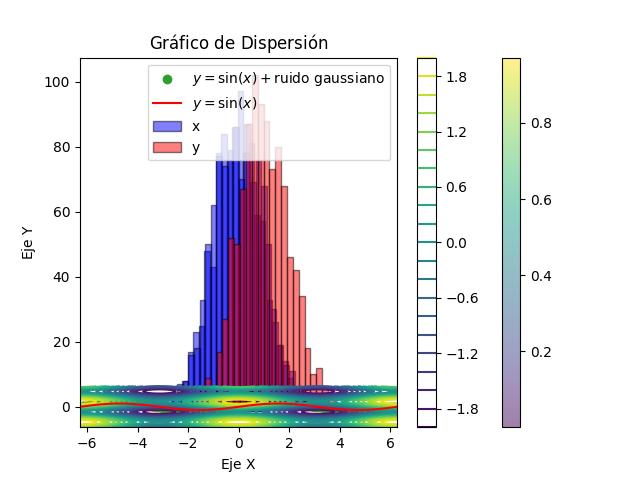 Gráfico de Dispersión
y = sin(x) + ruido gaussiano
y = sin(x)
x
y
Eje Y
100
80
60
40
20
0
−6 −4 −2 0 2 4 6
Eje X
1.8
1.2
0.6
0.0
−0.6
−1.2
−1.8
0.8
0.6
0.4
0.2